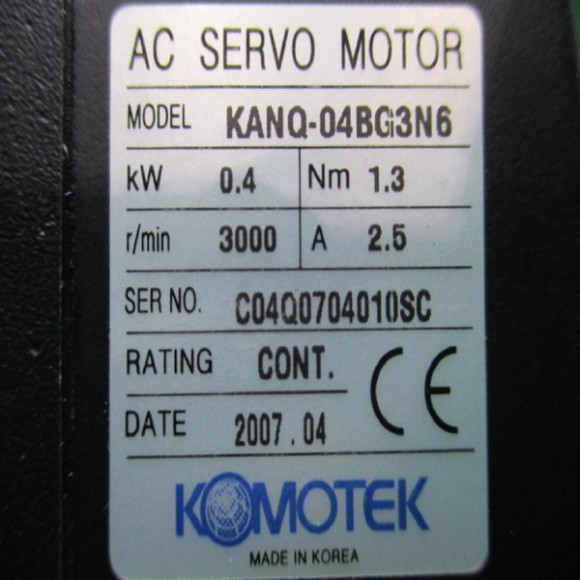 AC SERVO MOTOR
MODEL KANQ-04BG3N6
kW 0.4 Nm 1.3
r/min 3000 A 2.5
SER NO. C04Q0704010SC
RATING CONT. CE
DATE 2007.04
KOMOTEK
MADE IN KOREA